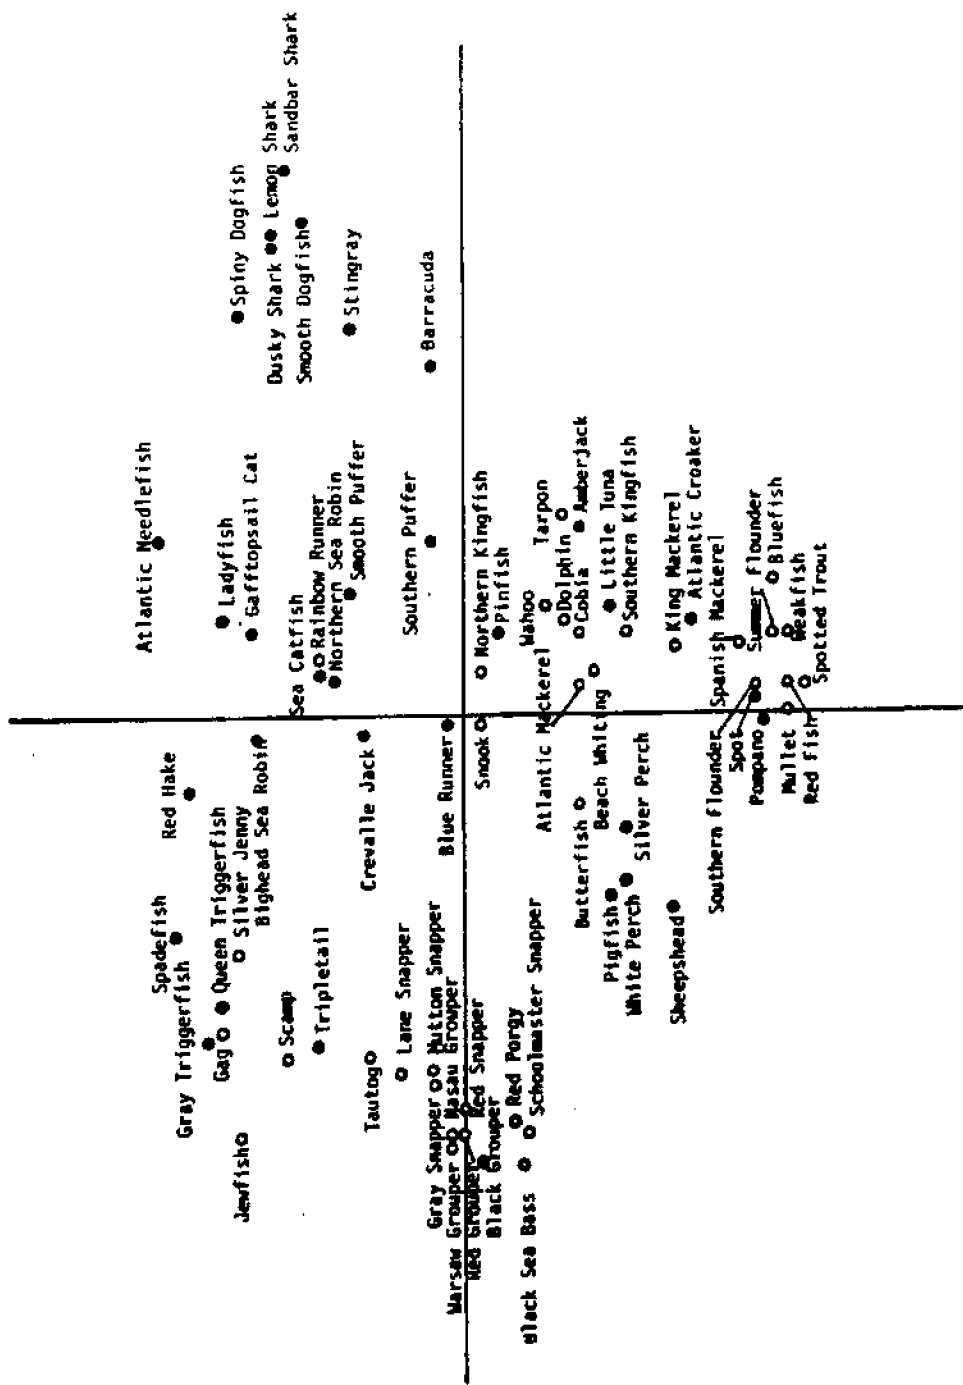 Sandbar Shark
Lemon Shark
Dusky Shark
Spiny Dogfish
Smooth Dogfish
Stingray
Barracuda
Atlantic Needlefish
Ladyfish
Gafftopsail Cat
Sea Catfish
Rainbow Runner
Northern Sea Robin
Smooth Puffer
Southern Puffer
Northern Kingfish
Pinfish
Wahoo
Tarpon
Dolphin
Cobia
Amberjack
Little Tuna
Southern Kingfish
King Mackerel
Atlantic Croaker
Spanish Mackerel
Summer Flounder
Bluefish
Weakfish
Spotted Trout
Red Hake
Spadefish
Gray Triggerfish
Gag
Queen Triggerfish
Silver Jenny
Bighead Sea Robin
Scamp
Tripletail
Crevalle Jack
Tautog
Lane Snapper
Jewfish
Blue Runner
Snook
Atlantic Mackerel
Beach Whiting
Butterfish
Silver Perch
Pigfish
White Perch
Sheepshead
Southern Flounder
Spot
Pompano
Mullet
Red Fish
Gray Snapper
Mutton Snapper
Warsaw Grouper
Nasau Grouper
Red Grouper
Red Snapper
Black Grouper
Red Porgy
Schoolmaster Snapper
Black Sea Bass